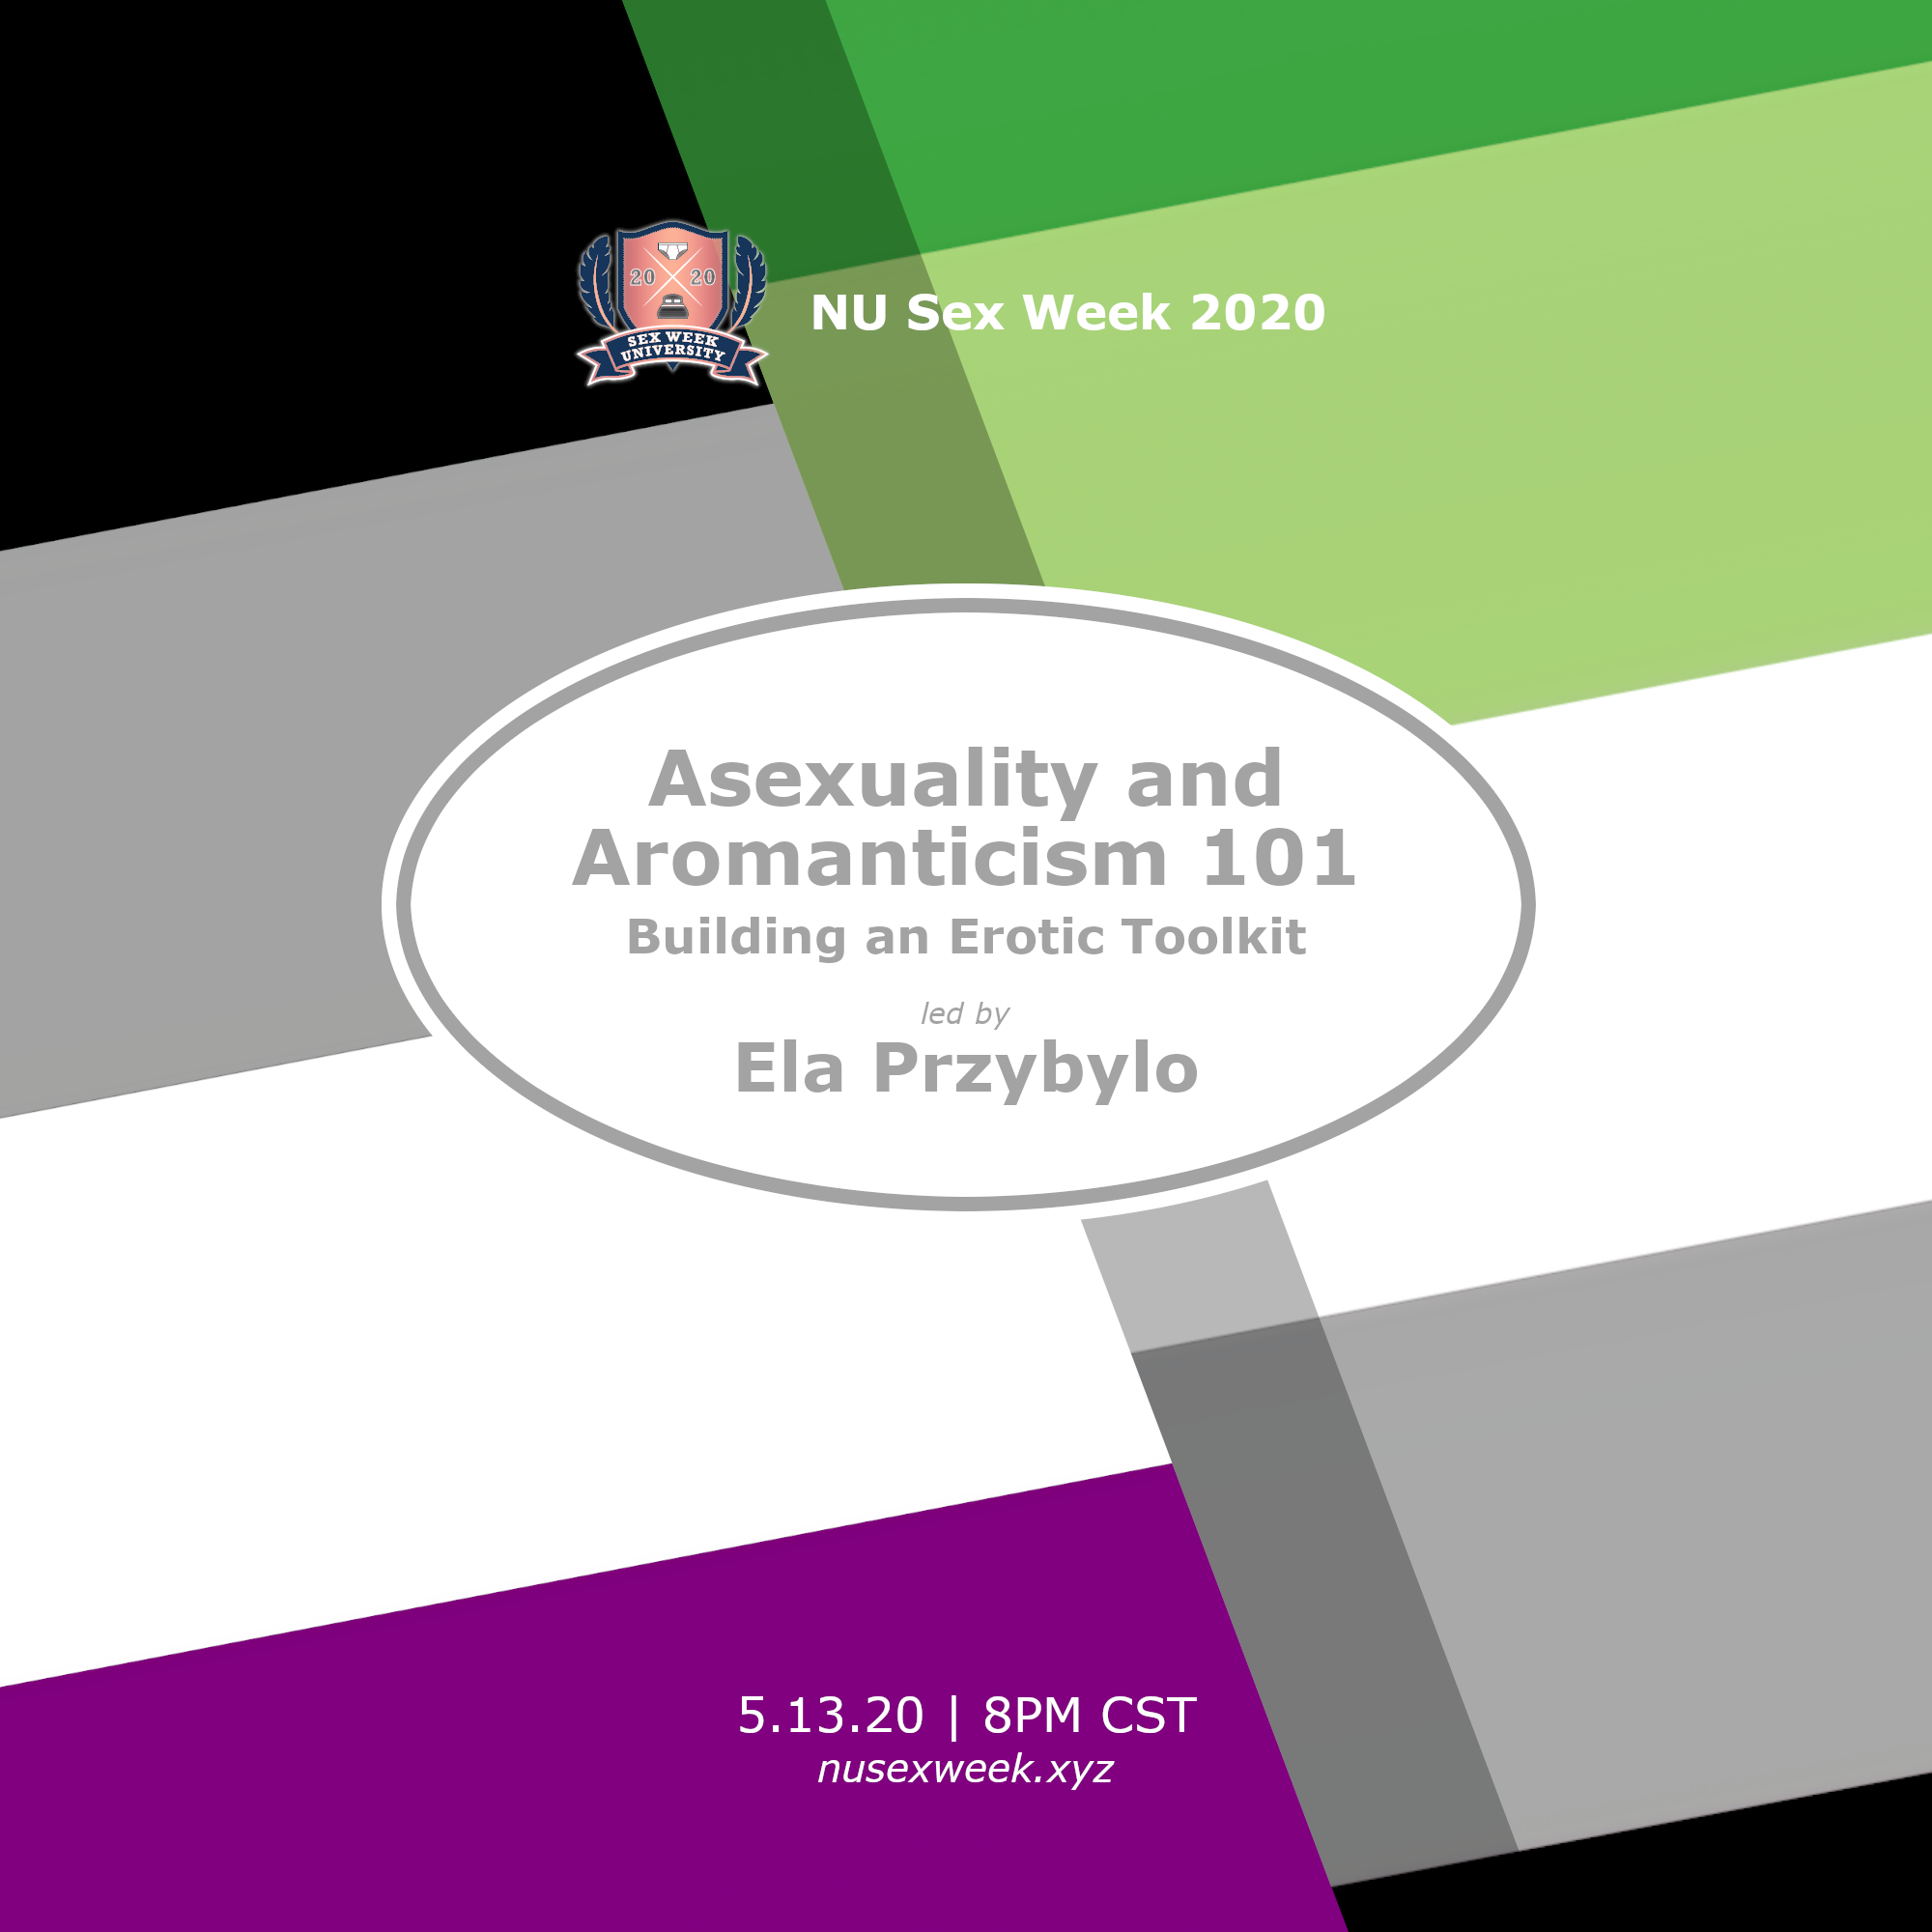 20 20
SEX WEEK
UNIVERSITY
NU Sex Week 2020
Asexuality and
Aromanticism 101
Building an Erotic Toolkit
led by
Ela Przybylo
5.13.20 | 8PM CST
nusexweek.xyz